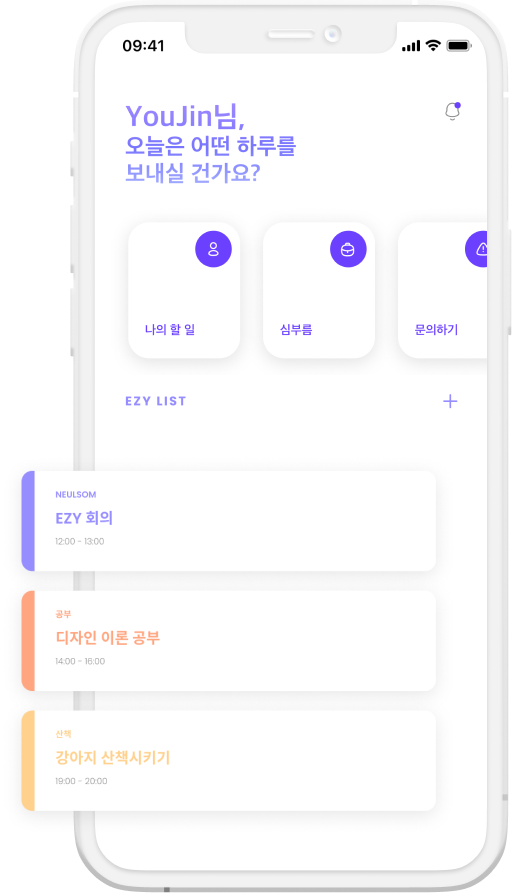 09:41
YouJin님,
오늘은 어떤 하루를
보내실 건가요?
나의 할 일
심부름
문의하기
EZY LIST
NEULSOM
EZY 회의
12:00 - 13:00
공부
디자인 이론 공부
14:00 - 16:00
산책
강아지 산책시키기
19:00 - 20:00